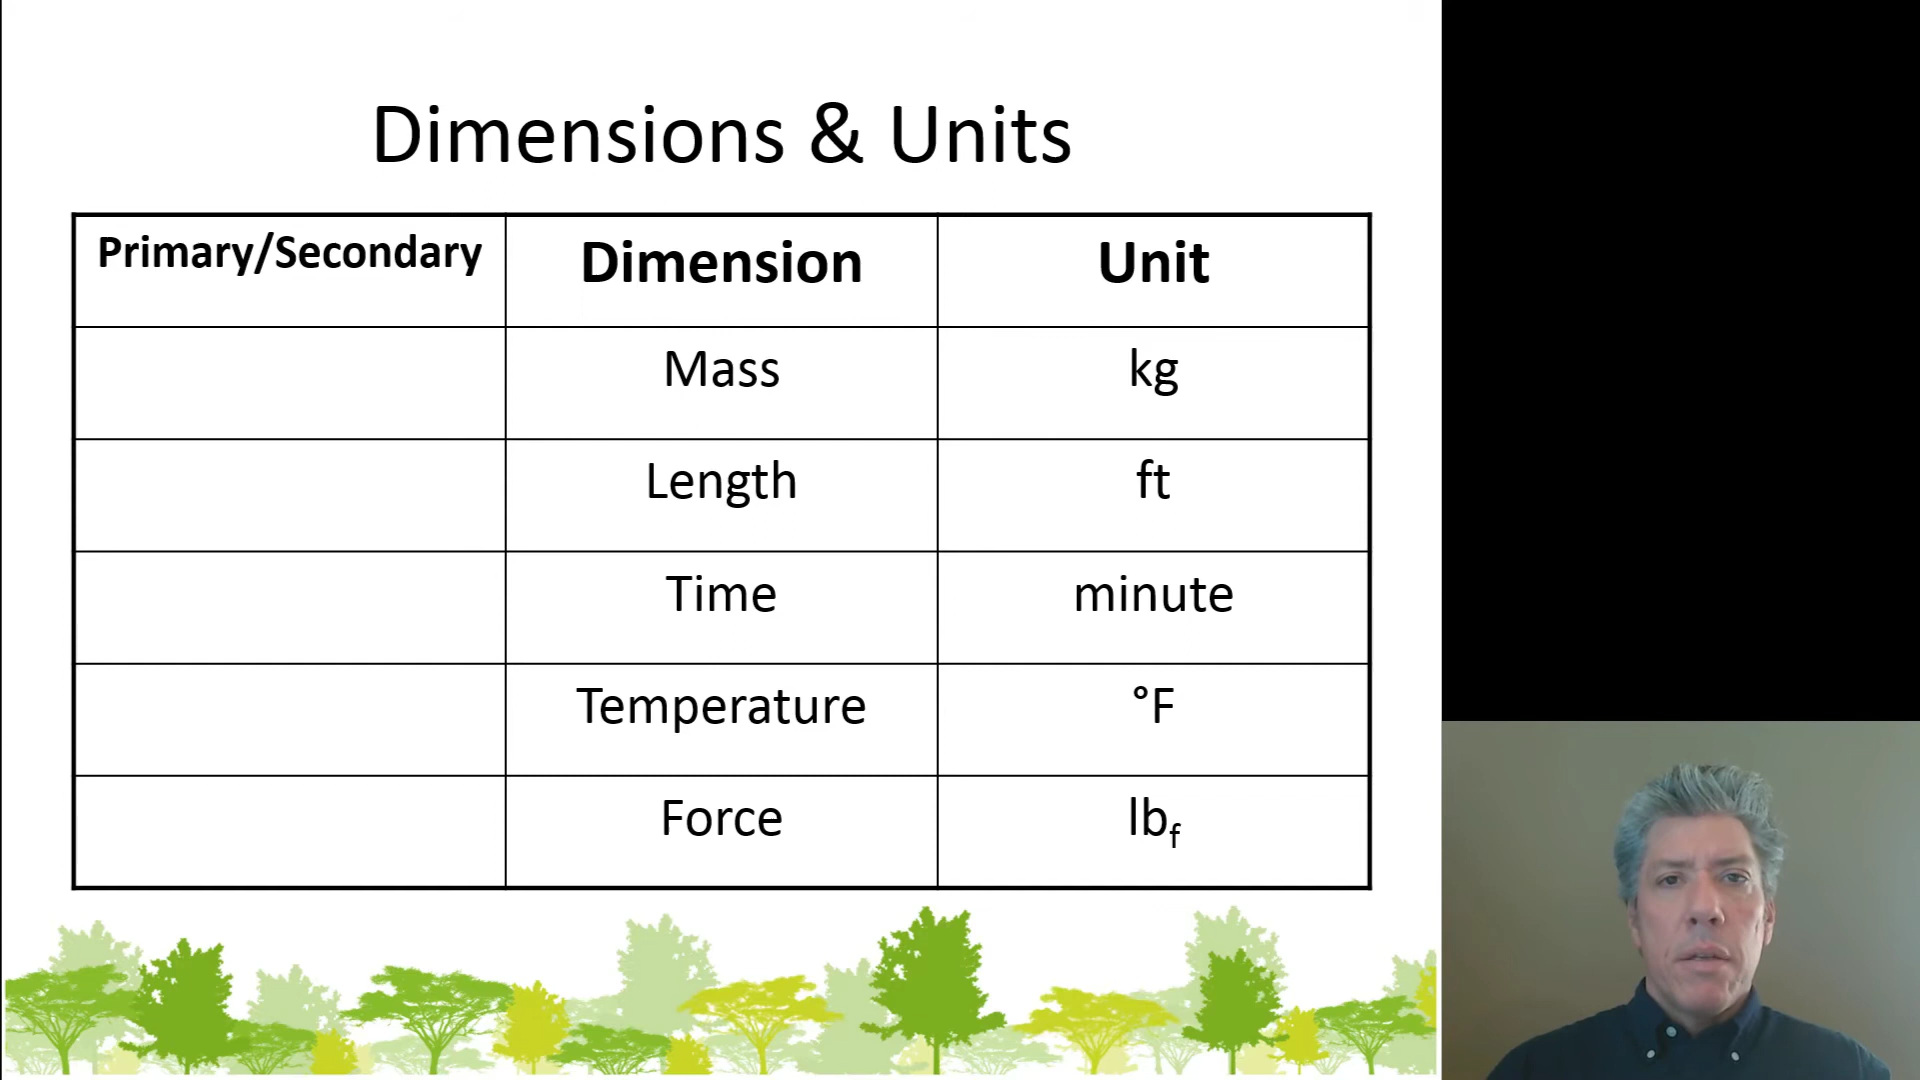 Dimensions & Units
Primary/Secondary Dimension Unit
Mass kg
Length ft
Time minute
Temperature °F
Force lbf